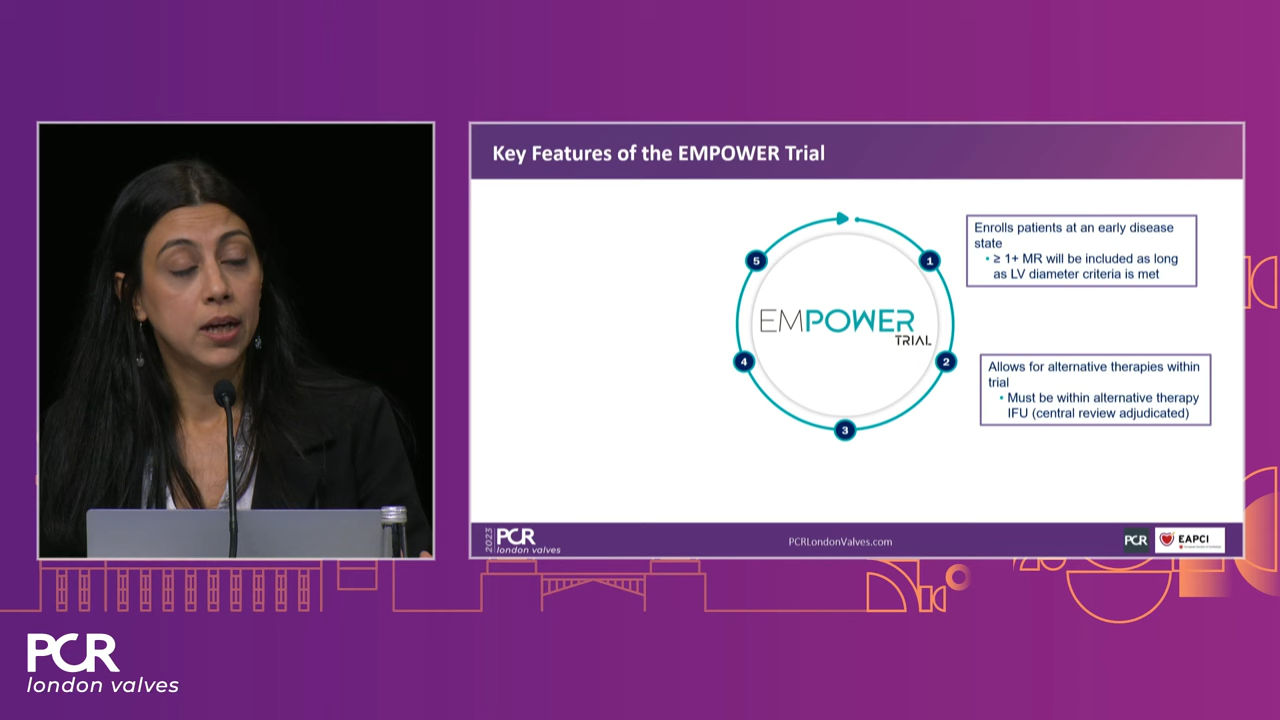 Key Features of the EMPOWER Trial
Enrolls patients at an early disease
state
• ≥ 1+ MR will be included as long
as LV diameter criteria is met
5
1
EMPOWER
TRIAL
4
2
Allows for alternative therapies within
trial
• Must be within alternative therapy
IFU (central review adjudicated)
3
2023
PCR
london valves
PCRLondonValves.com
PCR
EAPCI
PCR
london valves